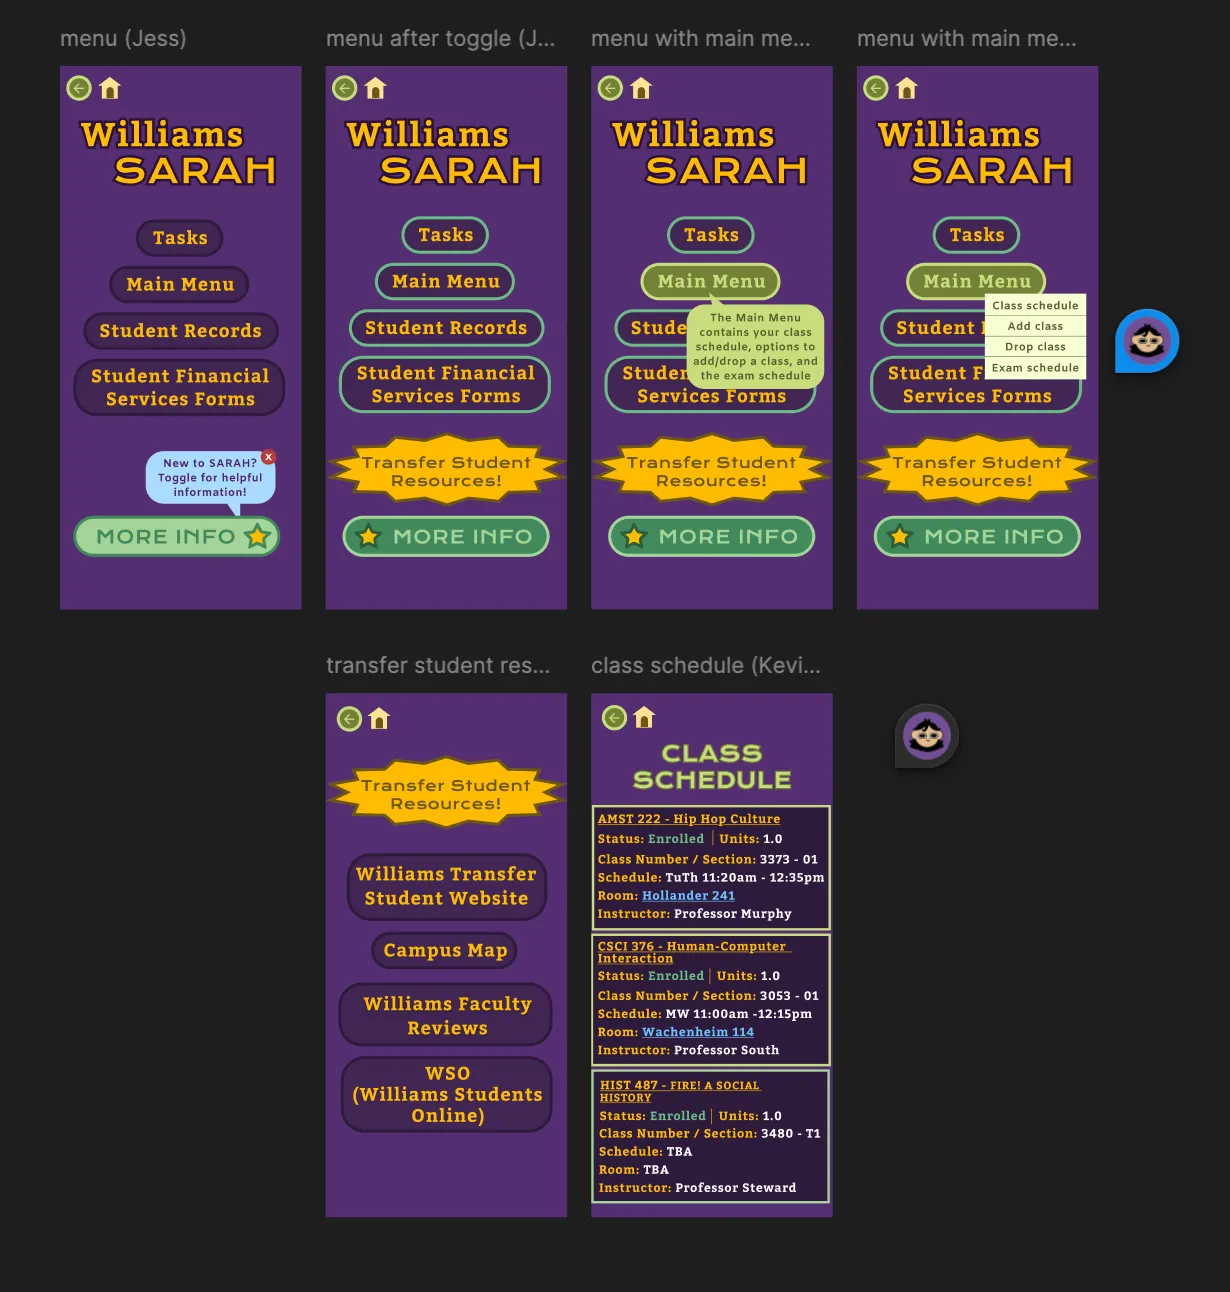 menu (Jess)
menu after toggle (J...
menu with main me...
menu with main me...
Williams
SARAH
Tasks
Main Menu
Student Records
Student Financial
Services Forms
New to SARAH?
Toggle for helpful
information!
X
MORE INFO
Williams
SARAH
Tasks
Main Menu
Student Records
Student Financial
Services Forms
Transfer Student
Resources!
MORE INFO
Williams
SARAH
Tasks
Main Menu
The Main Menu
contains your class
schedule, options to
add/drop a class, and
the exam schedule
Stude
Studen
Services Forms
Transfer Student
Resources!
MORE INFO
Williams
SARAH
Tasks
Main Menu
Class schedule
Add class
Drop class
Exam schedule
Student
Student F
Services Forms
Transfer Student
Resources!
MORE INFO
transfer student res...
class schedule (Kevi...
Transfer Student
Resources!
Williams Transfer
Student Website
Campus Map
Williams Faculty
Reviews
WSO
(Williams Students
Online)
CLASS
SCHEDULE
AMST 222 - Hip Hop Culture
Status: Enrolled | Units: 1.0
Class Number / Section: 3373 - 01
Schedule: TuTh 11:20am - 12:35pm
Room: Hollander 241
Instructor: Professor Murphy
CSCI 376 - Human-Computer
Interaction
Status: Enrolled | Units: 1.0
Class Number / Section: 3053 - 01
Schedule: MW 11:00am -12:15pm
Room: Wachenheim 114
Instructor: Professor South
HIST 487 - FIRE! A SOCIAL
HISTORY
Status: Enrolled | Units: 1.0
Class Number / Section: 3480 - T1
Schedule: TBA
Room: TBA
Instructor: Professor Steward